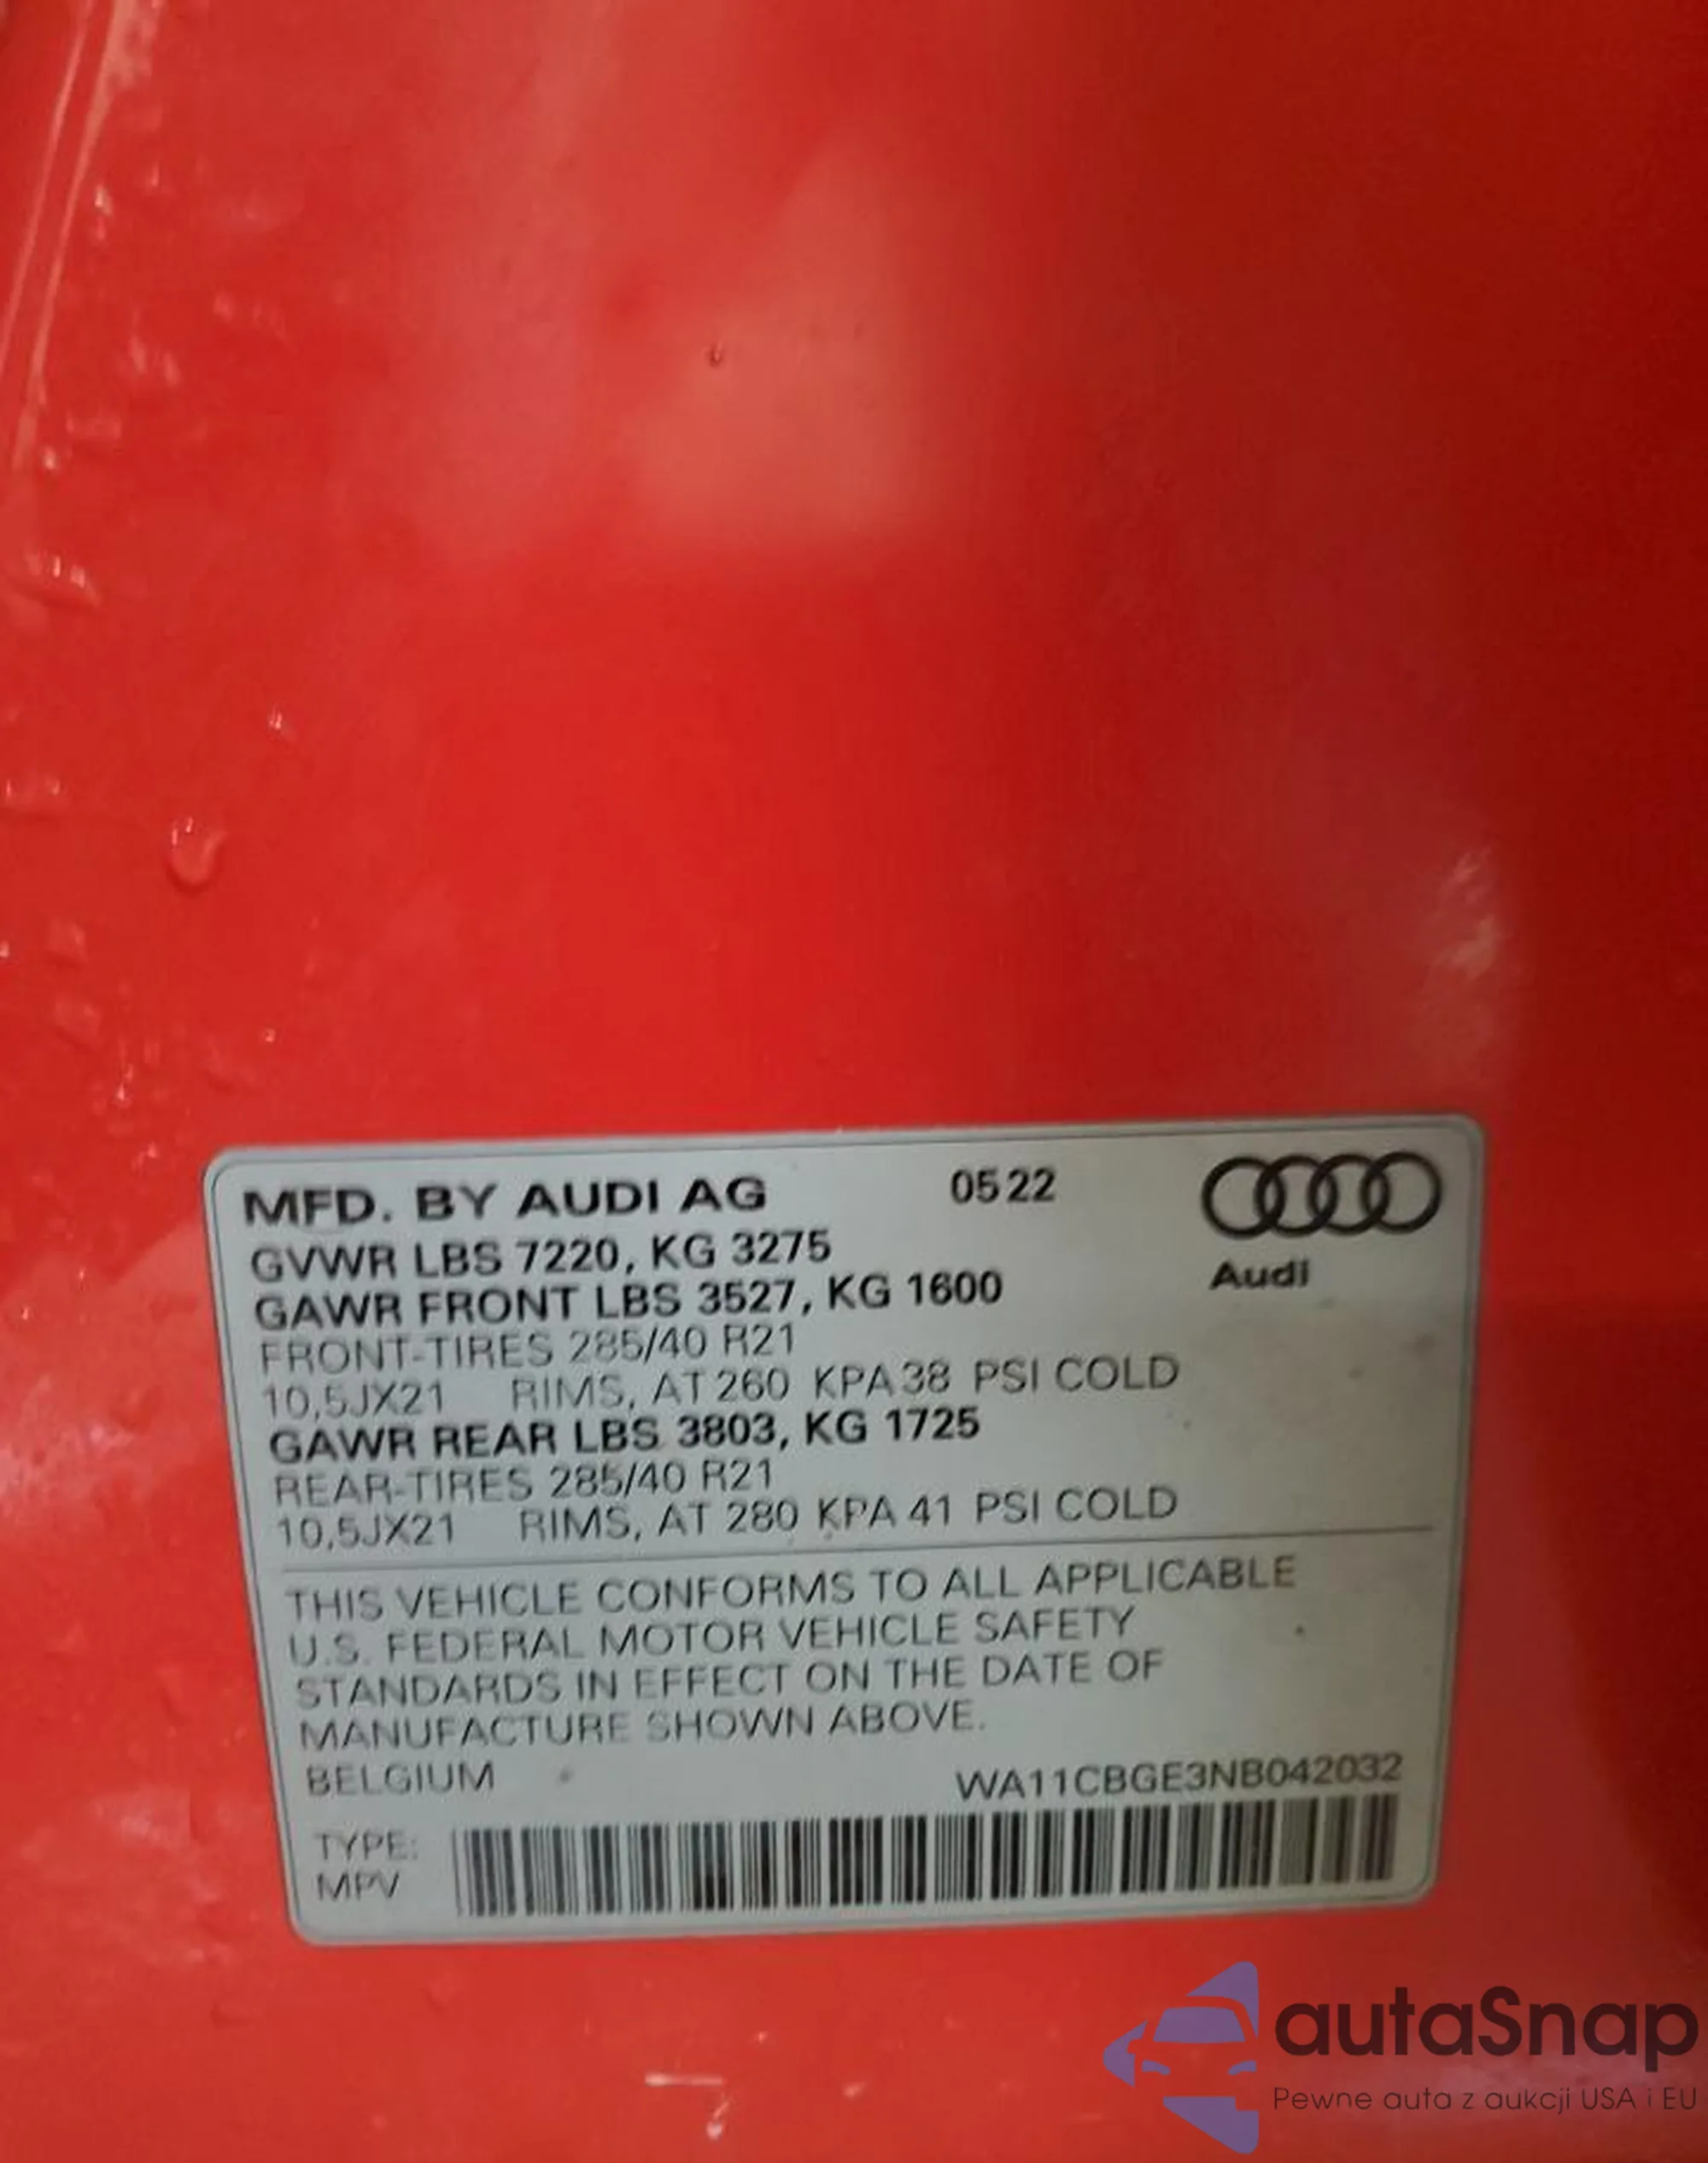 MFD. BY AUDI AG 0522
GVWR LBS 7220, KG 3275
Audi
GAWR FRONT LBS 3527, KG 1600
FRONT-TIRES 285/40 R21
10,5JX21 RIMS, AT 260 KPA 38 PSI COLD
GAWR REAR LBS 3803, KG 1725
REAR-TIRES 285/40 R21
10,5JX21 RIMS, AT 280 KPA 41 PSI COLD
THIS VEHICLE CONFORMS TO ALL APPLICABLE
U.S. FEDERAL MOTOR VEHICLE SAFETY
STANDARDS IN EFFECT ON THE DATE OF
MANUFACTURE SHOWN ABOVE.
BELGIUM WA11CBGE3NB042032
TYPE:
MPV
autaSnap
Pewne auta z aukcji USA i EU